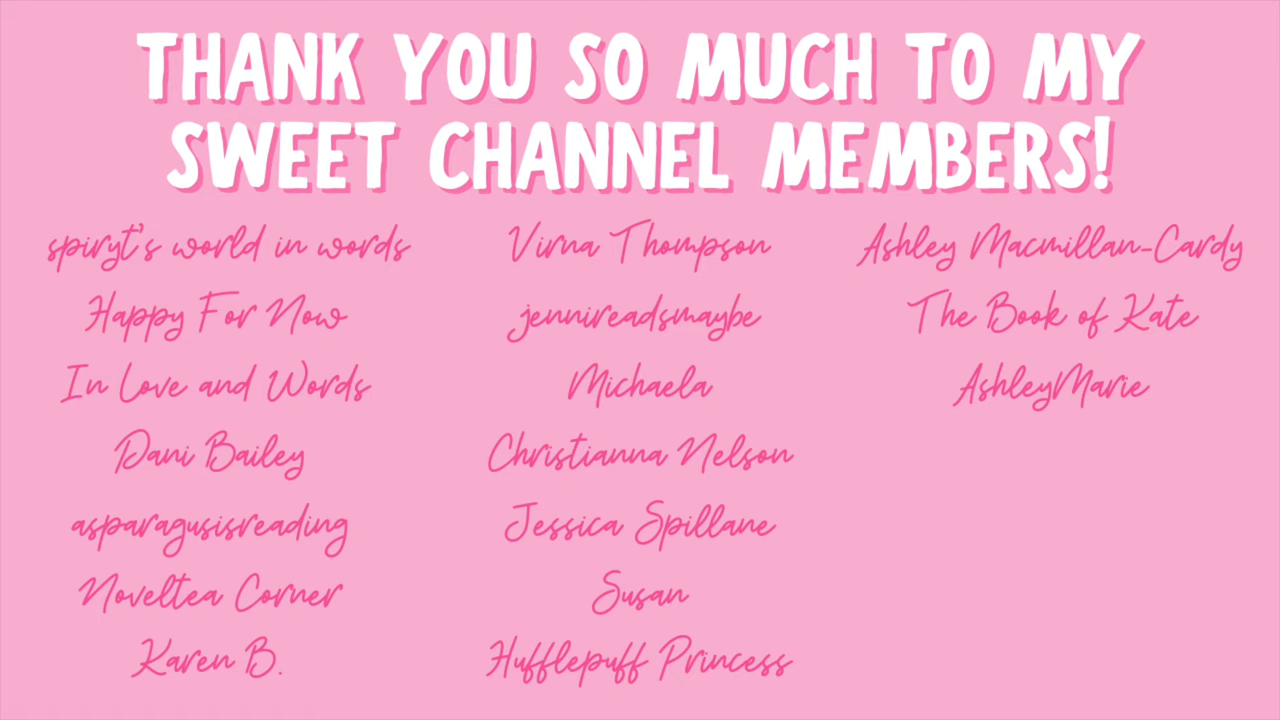 THANK YOU SO MUCH TO MY
SWEET CHANNEL MEMBERS!
spiryt's world in words
Happy For Now
In Love and Words
Dani Bailey
asparagusisreading
Noveltea Corner
Karen B.
Virna Thompson
jennireadsmaybe
Michaela
Christianna Nelson
Jessica Spillane
Susan
Hufflepuff Princess
Ashley Macmillan-Cardy
The Book of Kate
AshleyMarie